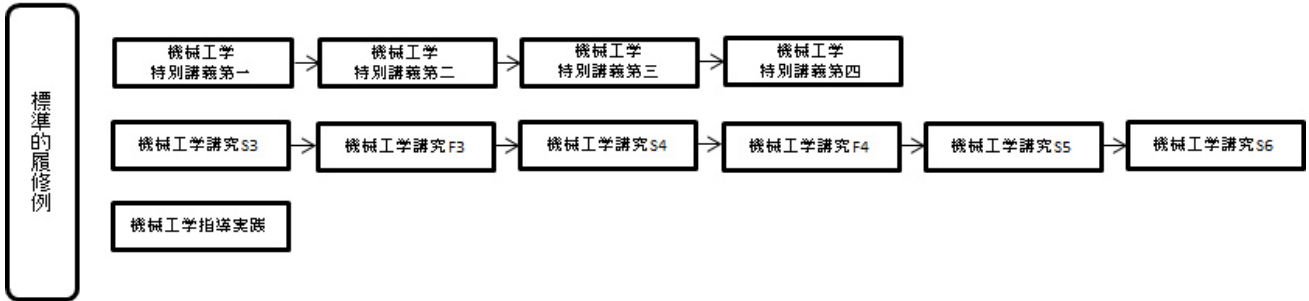 標準的履修例
機械工学
特別講義第一
機械工学
特別講義第二
機械工学
特別講義第三
機械工学
特別講義第四
機械工学講究S3
機械工学講究F3
機械工学講究S4
機械工学講究F4
機械工学講究S5
機械工学講究S6
機械工学指導実践